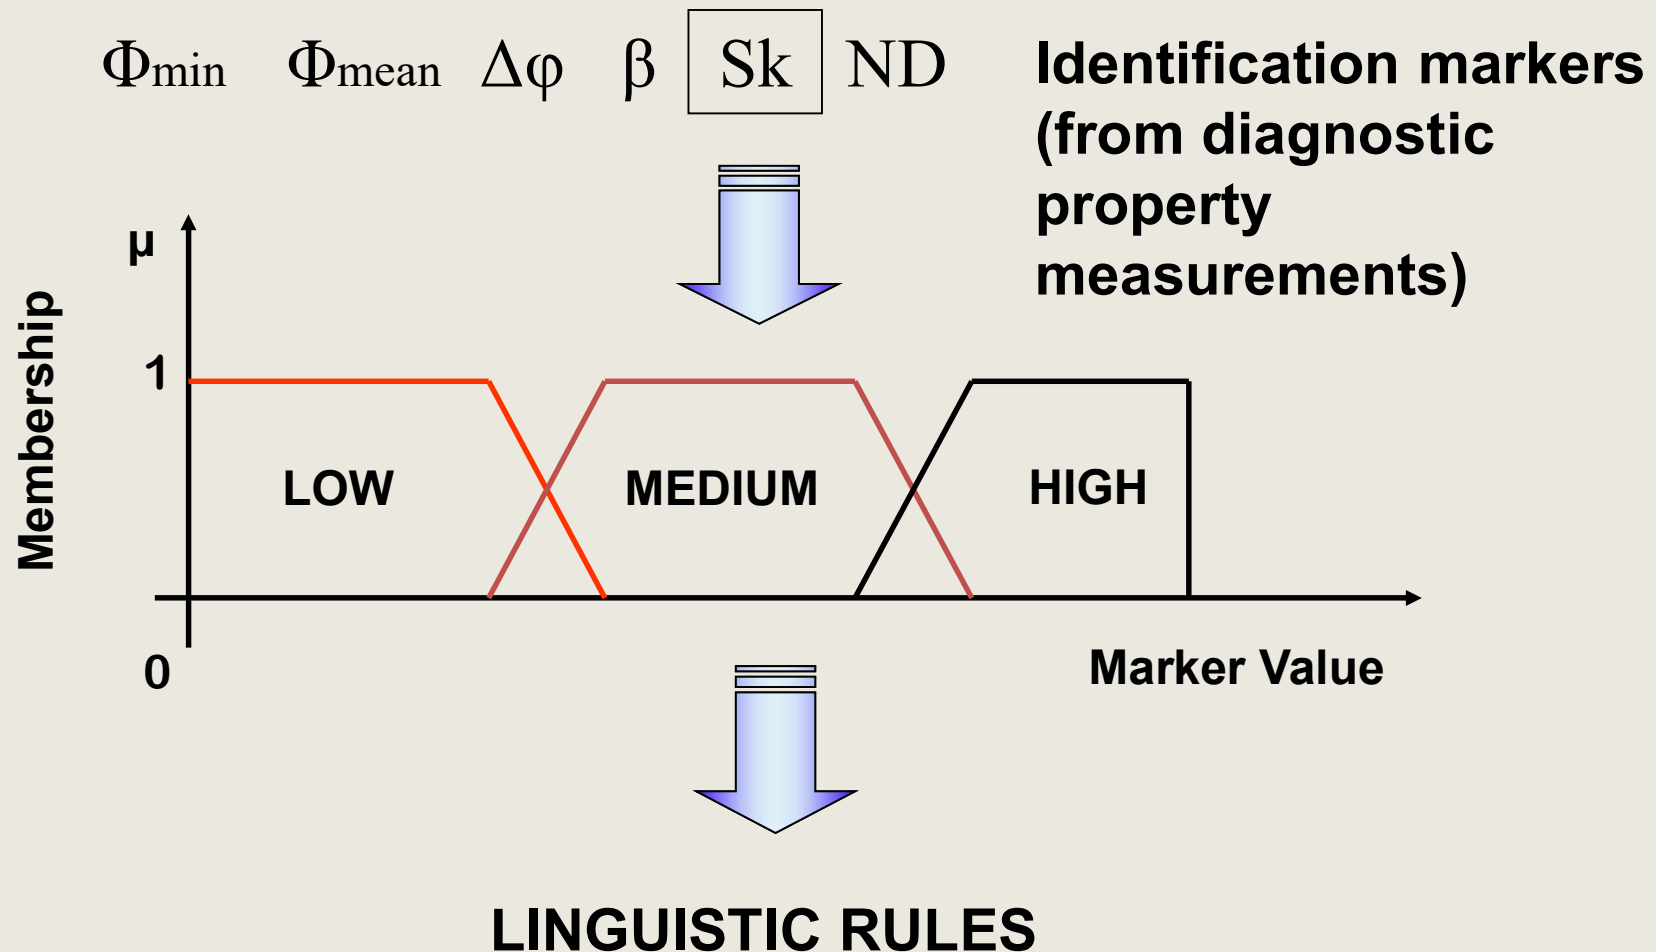 Φmin Φmean Δφ β Sk ND
Identification markers
(from diagnostic
property
measurements)
μ
Membership
1
LOW
MEDIUM
HIGH
0
Marker Value
LINGUISTIC RULES